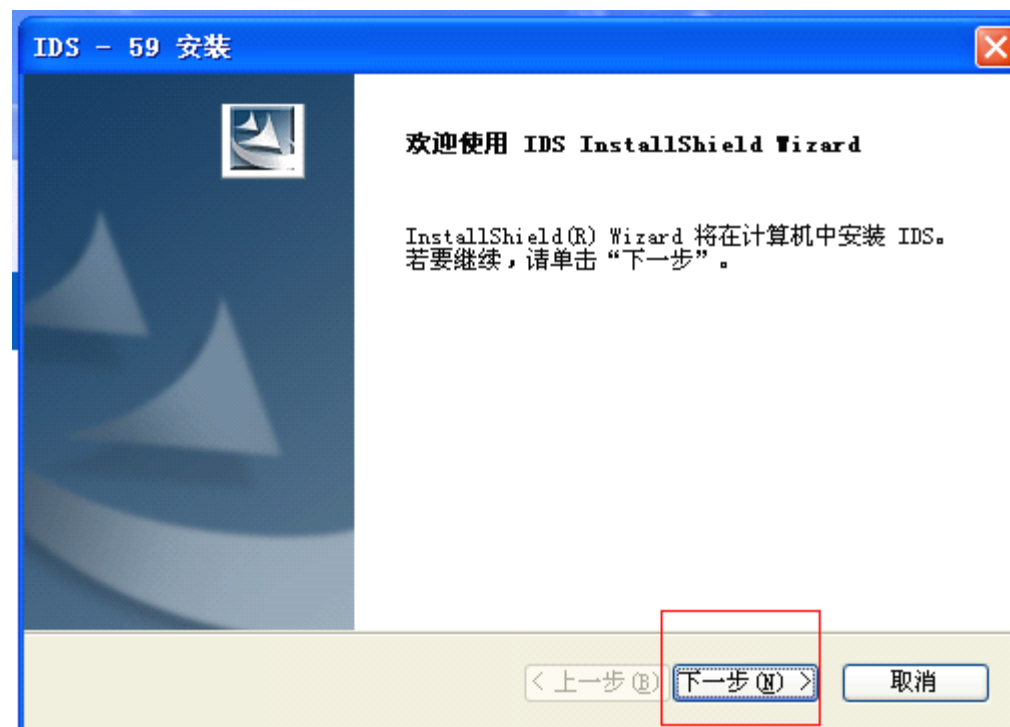 IDS - 59 安装
欢迎使用 IDS InstallShield Wizard
InstallShield(R) Wizard 将在计算机中安装 IDS。
若要继续，请单击“下一步”。
< 上一步(B)
下一步(N) >
取消